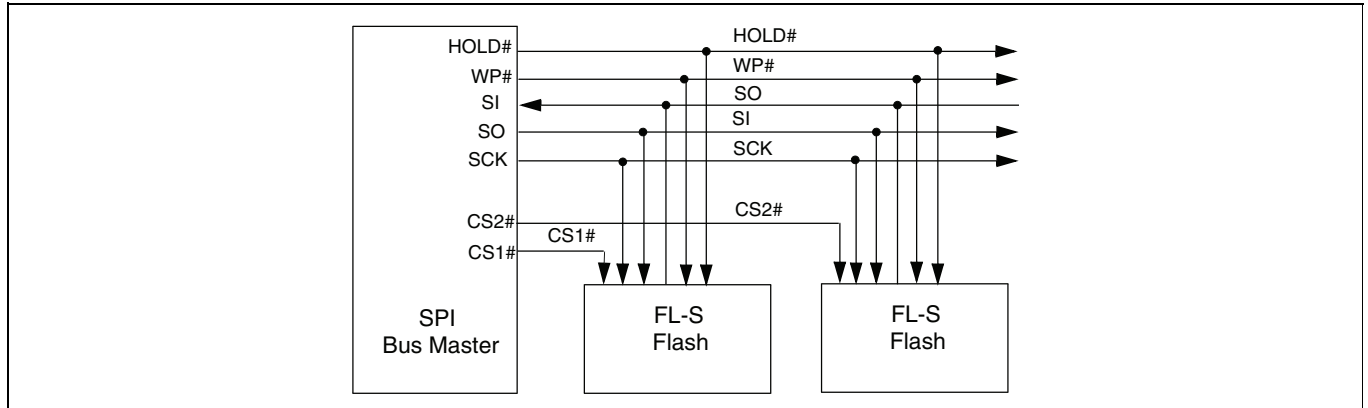 HOLD#
HOLD#
WP#
WP#
SI
SO
SO
SI
SCK
SCK
CS2#
CS2#
CS1#
CS1#
SPI
Bus Master
FL-S
Flash
FL-S
Flash